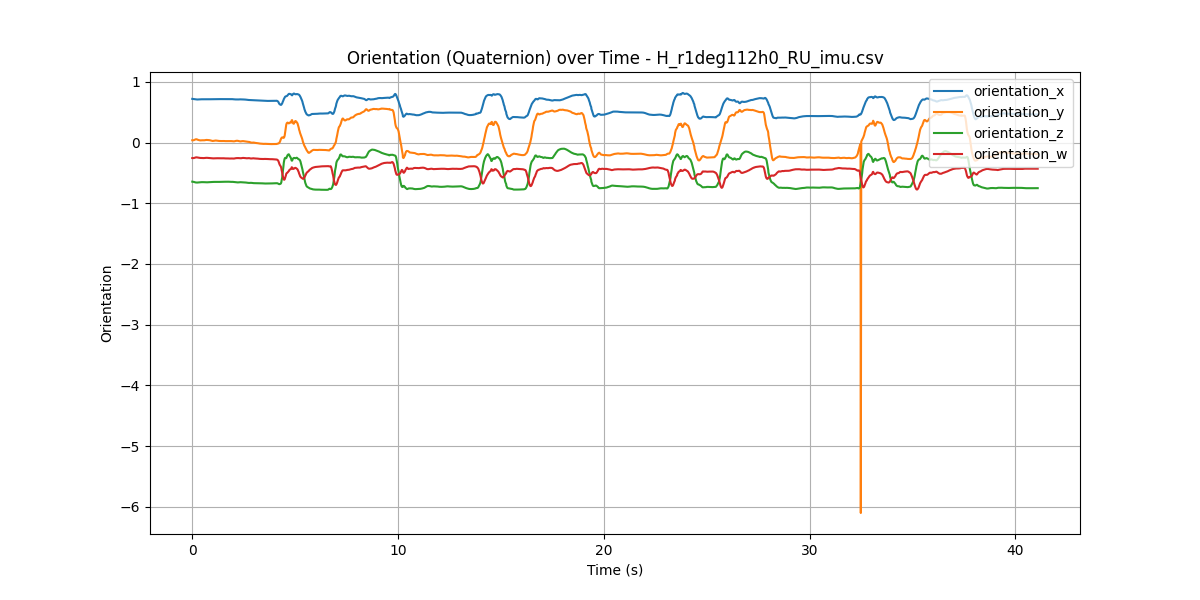 Orientation (Quaternion) over Time - H_r1deg112h0_RU_imu.csv
orientation_x
orientation_y
orientation_z
orientation_w
1
0
−1
−2
−3
−4
−5
−6
Orientation
0 10 20 30 40
Time (s)